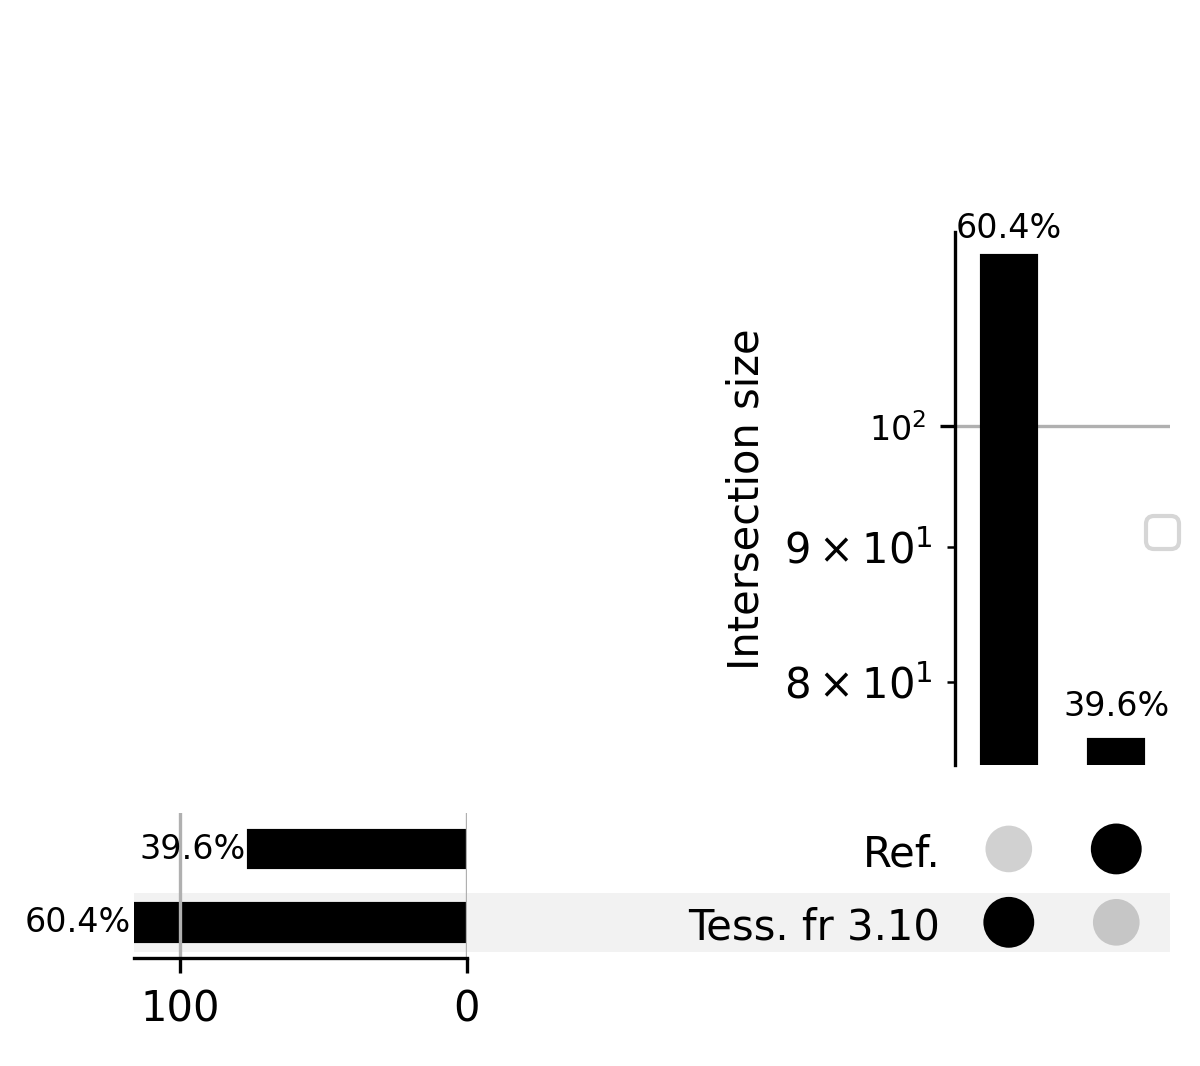 60.4%
Intersection size
10²
9 × 10¹
8 × 10¹
39.6%
39.6%
Ref.
60.4%
Tess. fr 3.10
100
0